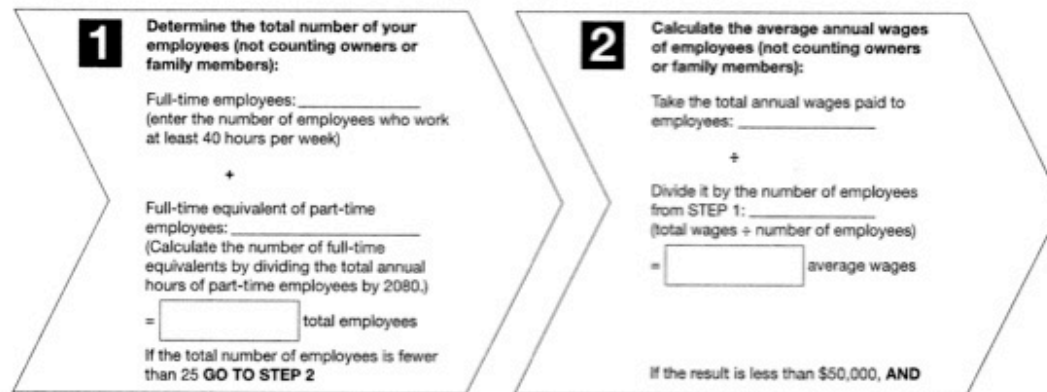 1
Determine the total number of your
employees (not counting owners or
family members):
Full-time employees:
(enter the number of employees who work
at least 40 hours per week)
+
Full-time equivalent of part-time
employees:
(Calculate the number of full-time
equivalents by dividing the total annual
hours of part-time employees by 2080.)
= total employees
If the total number of employees is fewer
than 25 GO TO STEP 2
2
Calculate the average annual wages
of employees (not counting owners
or family members):
Take the total annual wages paid to
employees:
÷
Divide it by the number of employees
from STEP 1:
(total wages ÷ number of employees)
= average wages
If the result is less than $50,000, AND